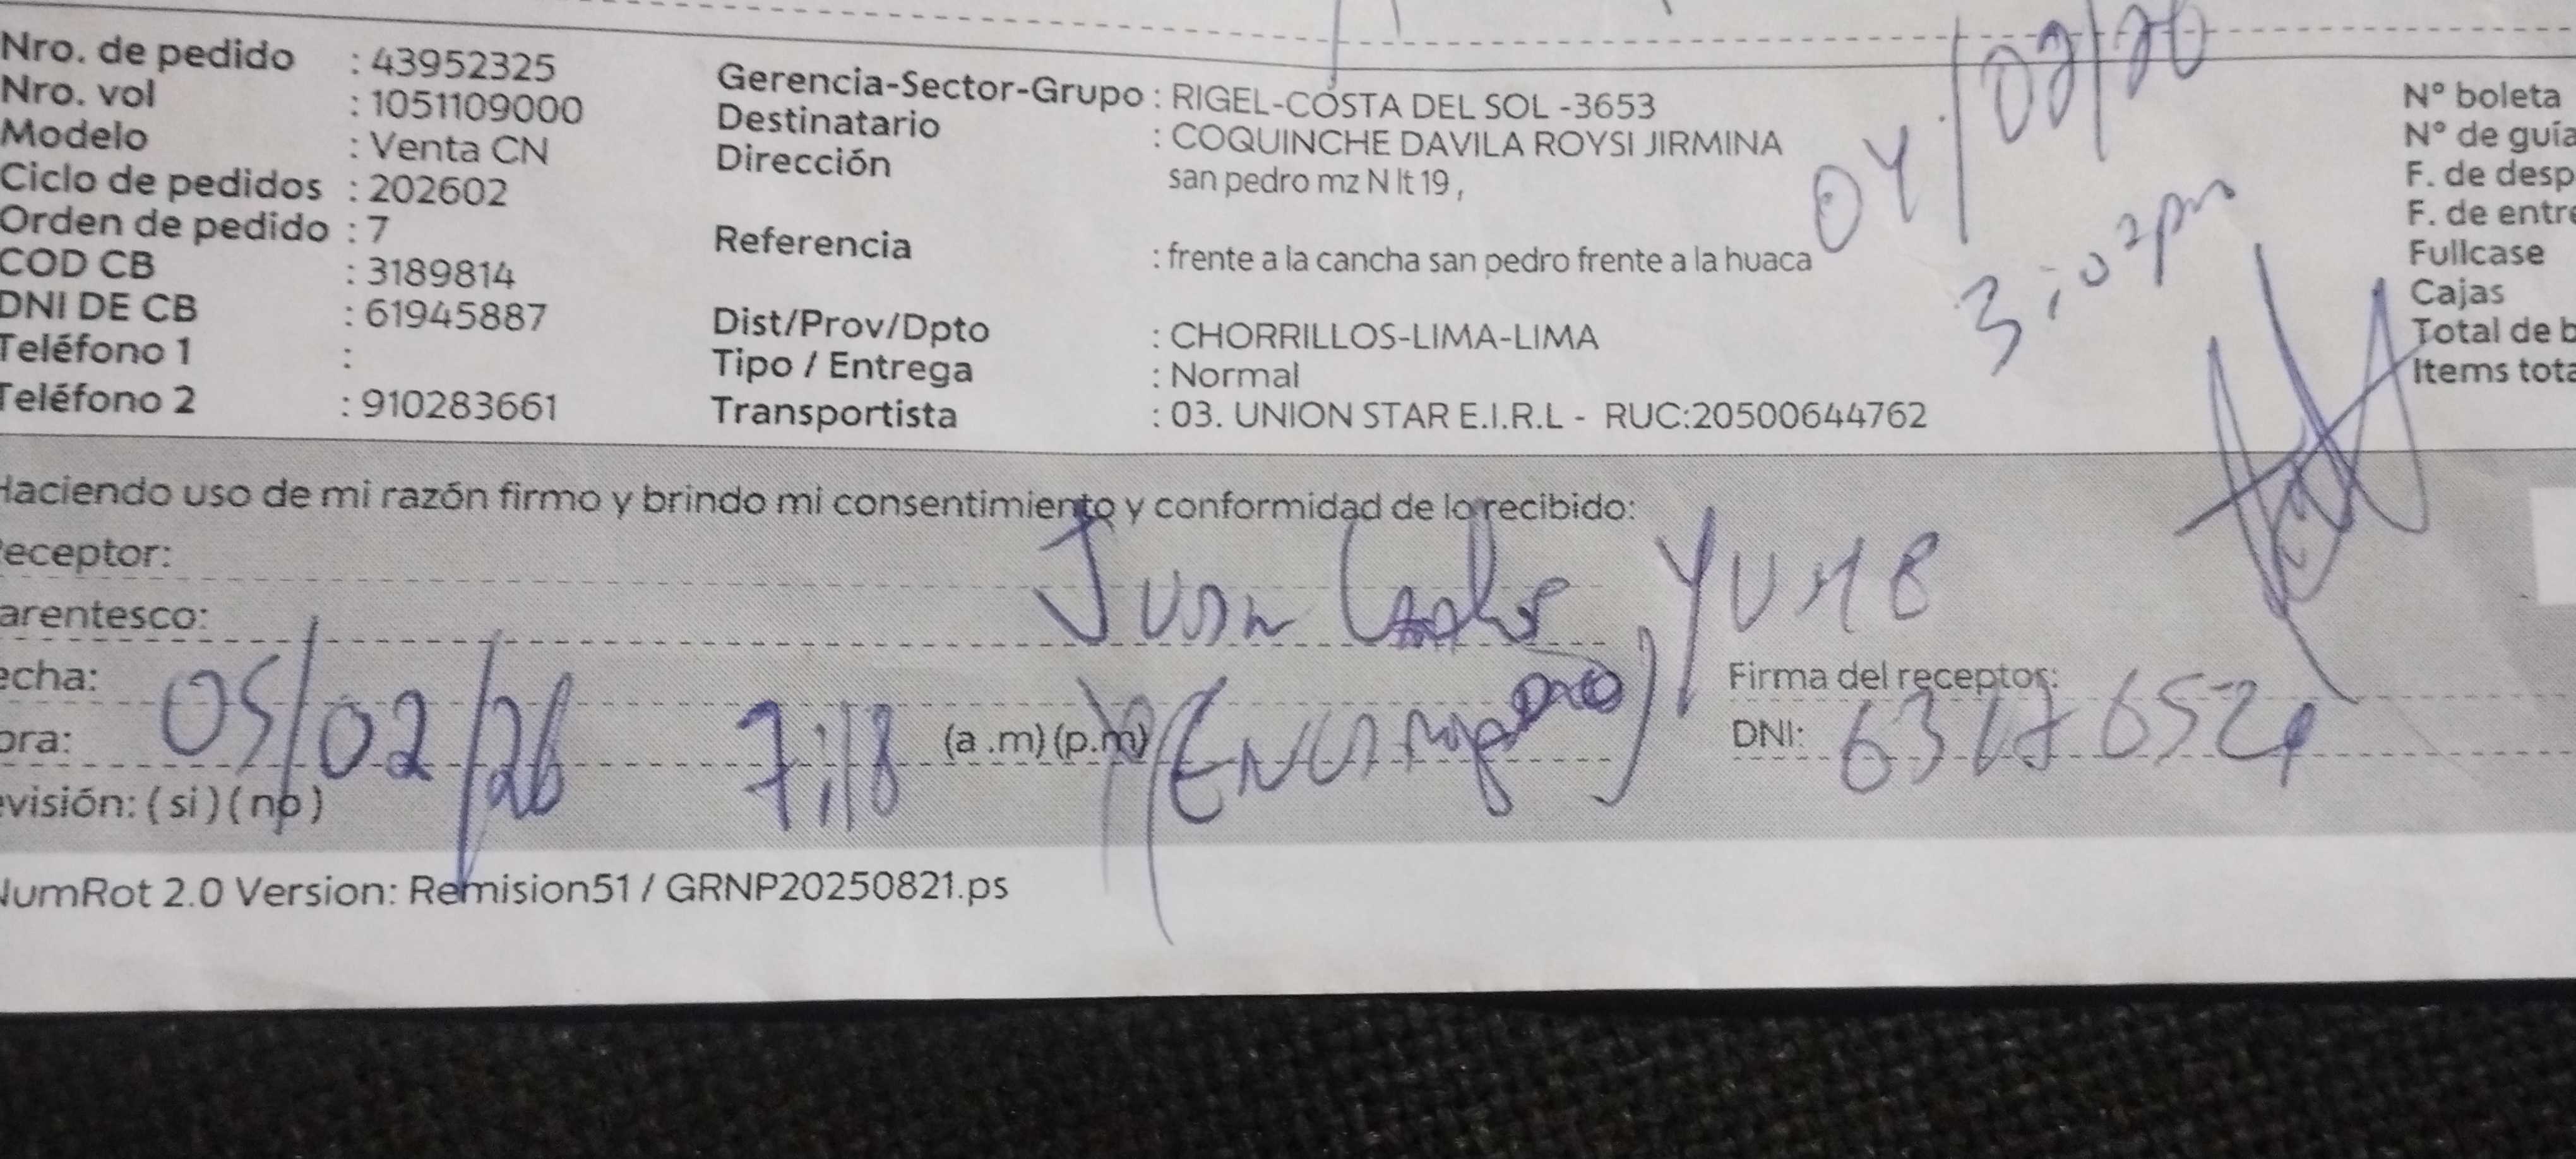 Nro. de pedido : 43952325
Nro. vol : 1051109000
Modelo : Venta CN
Ciclo de pedidos : 202602
Orden de pedido : 7
COD CB : 3189814
DNI DE CB : 61945887
Teléfono 1 :
Teléfono 2 : 910283661
Gerencia-Sector-Grupo : RIGEL-COSTA DEL SOL -3653
Destinatario : COQUINCHE DAVILA ROYSI JIRMINA
Dirección
san pedro mz N lt 19 ,
Referencia : frente a la cancha san pedro frente a la huaca
Dist/Prov/Dpto : CHORRILLOS-LIMA-LIMA
Tipo / Entrega : Normal
Transportista : 03. UNION STAR E.I.R.L - RUC:20500644762
04/02/26
3:02pm
N° boleta
N° de guía
F. de desp
F. de entre
Fullcase
Cajas
Total de b
Items tota
Haciendo uso de mi razón firmo y brindo mi consentimiento y conformidad de lo recibido:
eceptor:
arentesco: Juan Carlos
echa: 05/02/26
ora: 7:18 (a .m) (p.m) (Encargado)
Firma del receptor:
DNI:
evisión: ( si ) ( no )
NumRot 2.0 Version: Remision51 / GRNP20250821.ps